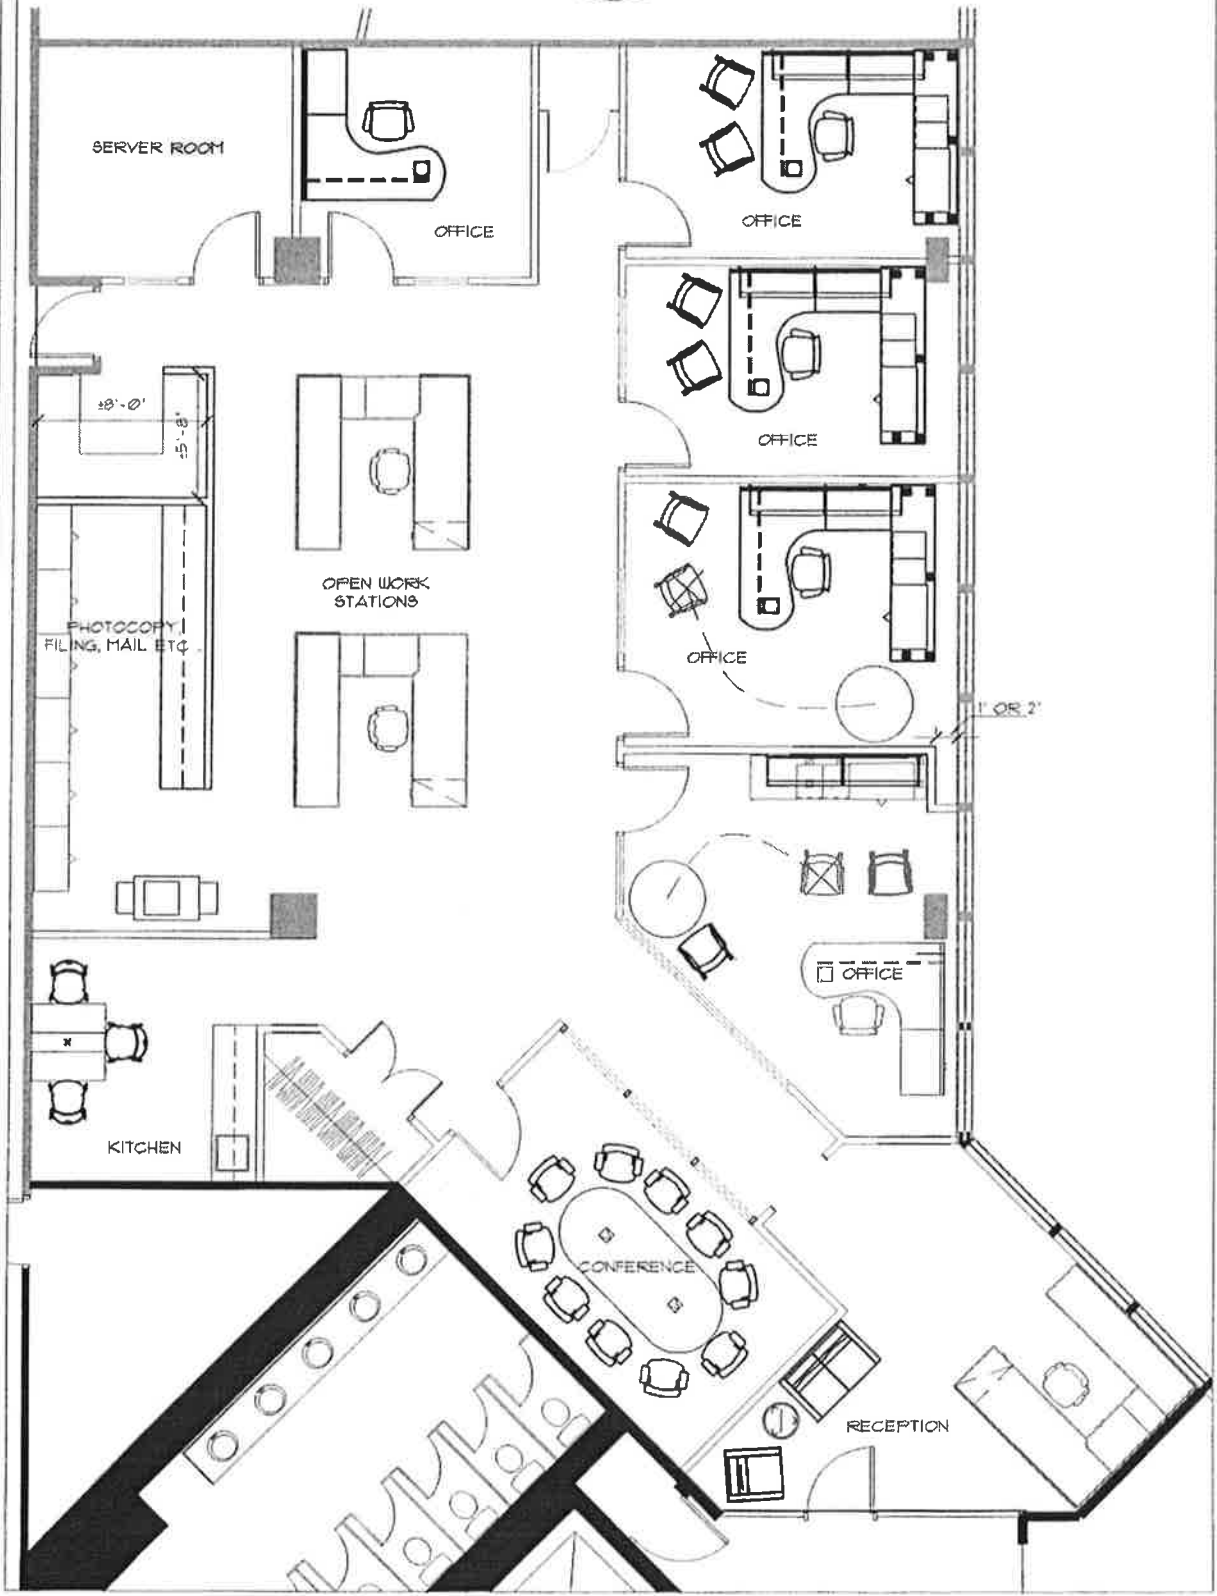 SERVER ROOM
OFFICE
OFFICE
±8'-0'
±5'-8'
OFFICE
OPEN WORK
STATIONS
PHOTOCOPY,
FILING, MAIL ETC.
OFFICE
1' OR 2'
OFFICE
KITCHEN
CONFERENCE
RECEPTION